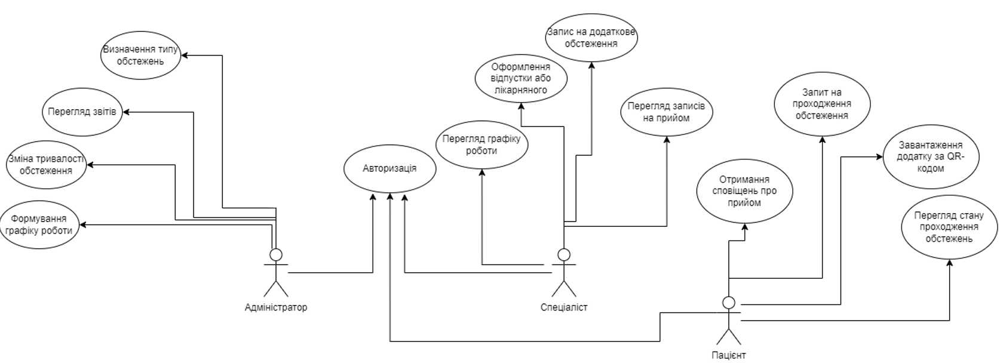 Запис на додаткове
обстеження
Визначення типу
обстежень
Оформлення
відпустки або
лікарняного
Запит на
проходження
обстеження
Перегляд звітів
Перегляд записів
на прийом
Перегляд графіку
роботи
Завантаження
додатку за QR-
кодом
Зміна тривалості
обстеження
Авторизація
Отримання
сповіщень про
прийом
Формування
графіку роботи
Перегляд стану
проходження
обстежень
Адміністратор
Спеціаліст
Пацієнт